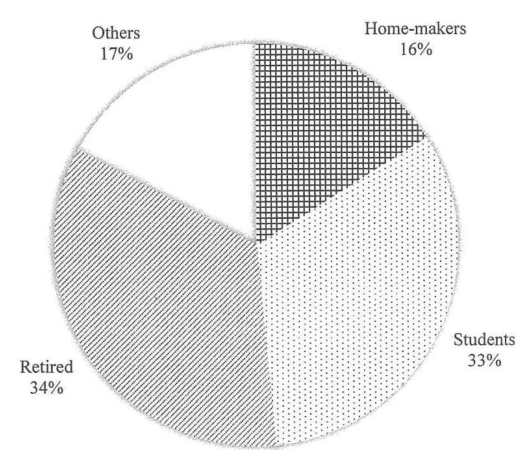 Others
17%
Home-makers
16%
Students
33%
Retired
34%